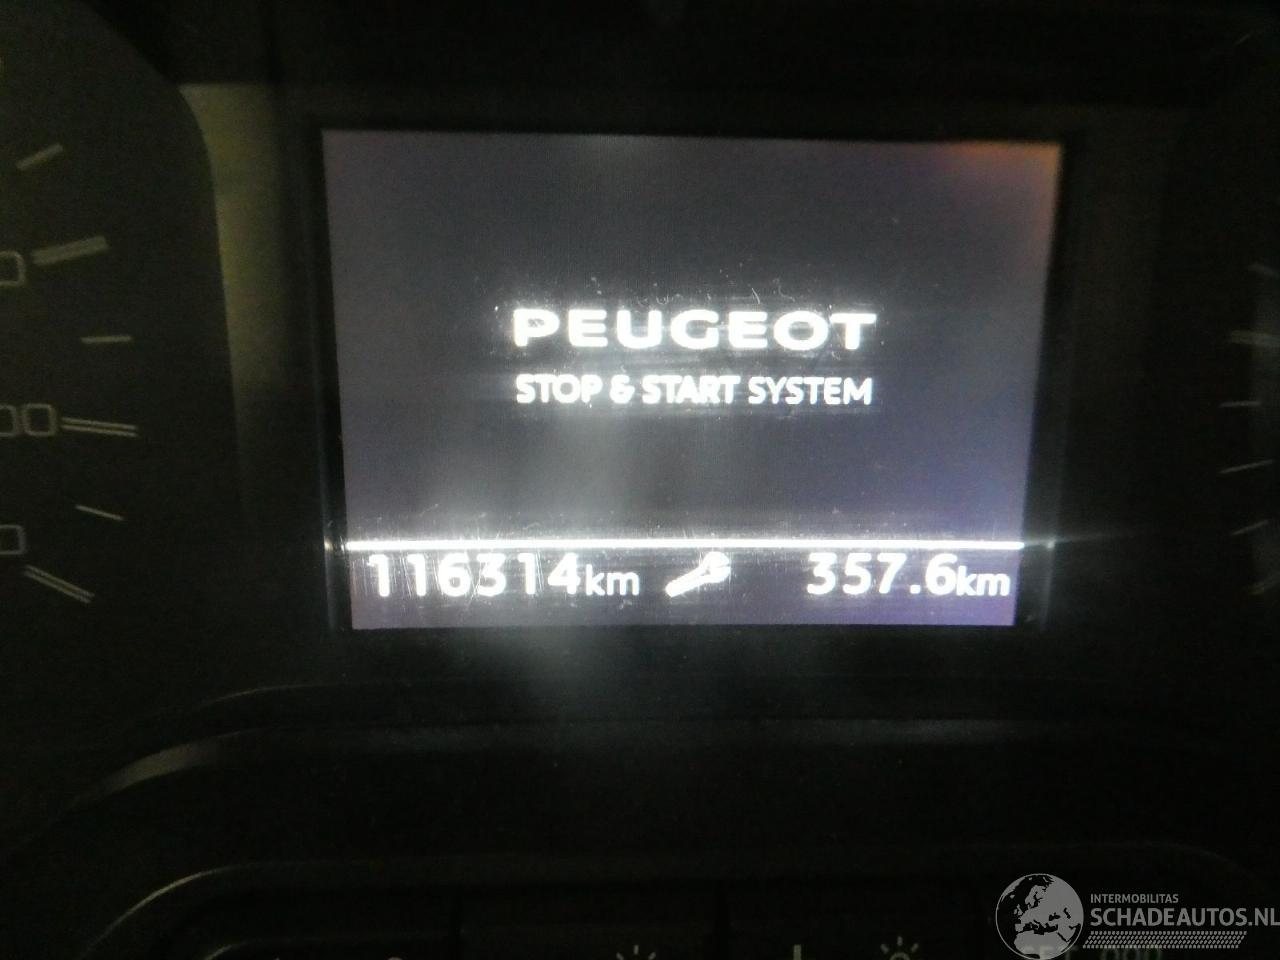 PEUGEOT
STOP & START SYSTEM
116314km 357.6km
INTERMOBILITAS
SCHADEAUTOS.NL